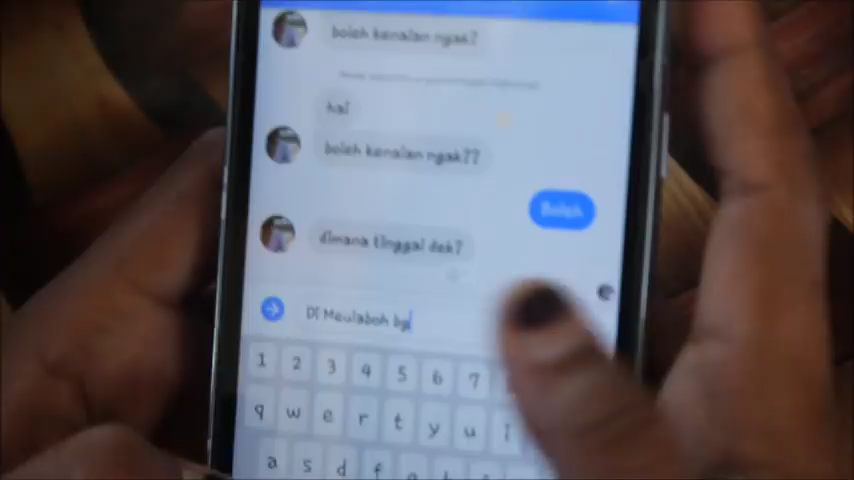 boleh kenalan ngak?
hai
boleh kenalan ngak??
Boleh
dimana tinggal dek?
Di Meulaboh bg
1 2 3 4 5 6 7
q w e r t y u i
a s d f